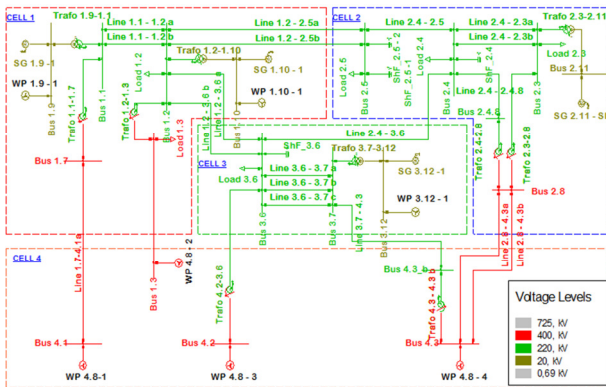 CELL 1
Trafo 1.9-1.1
Line 1.1 - 1.2a
Line 1.1 - 1.2b
Line 1.2 - 2.5a
Line 1.2 - 2.5b
CELL 2
Line 2.4 - 2.5
Line 2.4 - 2.3a
Line 2.4 - 2.3b
Trafo 2.3-2.11
SG 1.9 - 1
WP 1.9 - 1
Bus 1.9
Bus 1.1
Trafo 1.1-1.7
Trafo 1.2-1.3
Load 1.2
Bus 1.2
Trafo 1.2-1.10
SG 1.10 - 1
WP 1.10 - 1
Load 2.5
Bus 2.5
ShF_2.5 - 2
ShF_2.5 -1
Load 2.4
Bus 2.4
ShF_2.4
Load 2.3
Bus 2.3
Bus 2.11
SG 2.11 - S
Line 2.4 - 2.4.8
Bus 2.4.8
Trafo 2.4-2.8
Trafo 2.3-2.8
Bus 2.8
Load 1.3
Bus 1.7
Line 2.4 - 3.6
CELL 3
ShF_3.6
Trafo 3.7-3.12
Load 3.6
Line 3.6 - 3.7 a
Line 3.6 - 3.7 b
Line 3.6 - 3.7 c
SG 3.12 -1
WP 3.12 - 1
Bus 3.6
Bus 3.7
Line 3.7 - 4.3
Bus 3.12
CELL 4
Line 1.7-4.1a
Bus 1.3
WP 4.8 - 2
Trafo 4.2-3.6
Bus 4.3_b
Trafo 4.3 - 4.3 b
Line 2.8 - 4.3a
Line 2.8 - 4.3b
Bus 4.1
Bus 4.2
Bus 4.3
WP 4.8-1
WP 4.8 - 3
WP 4.8 - 4
Voltage Levels
725, kV
400, kV
220, kV
20, kV
0,69 kV